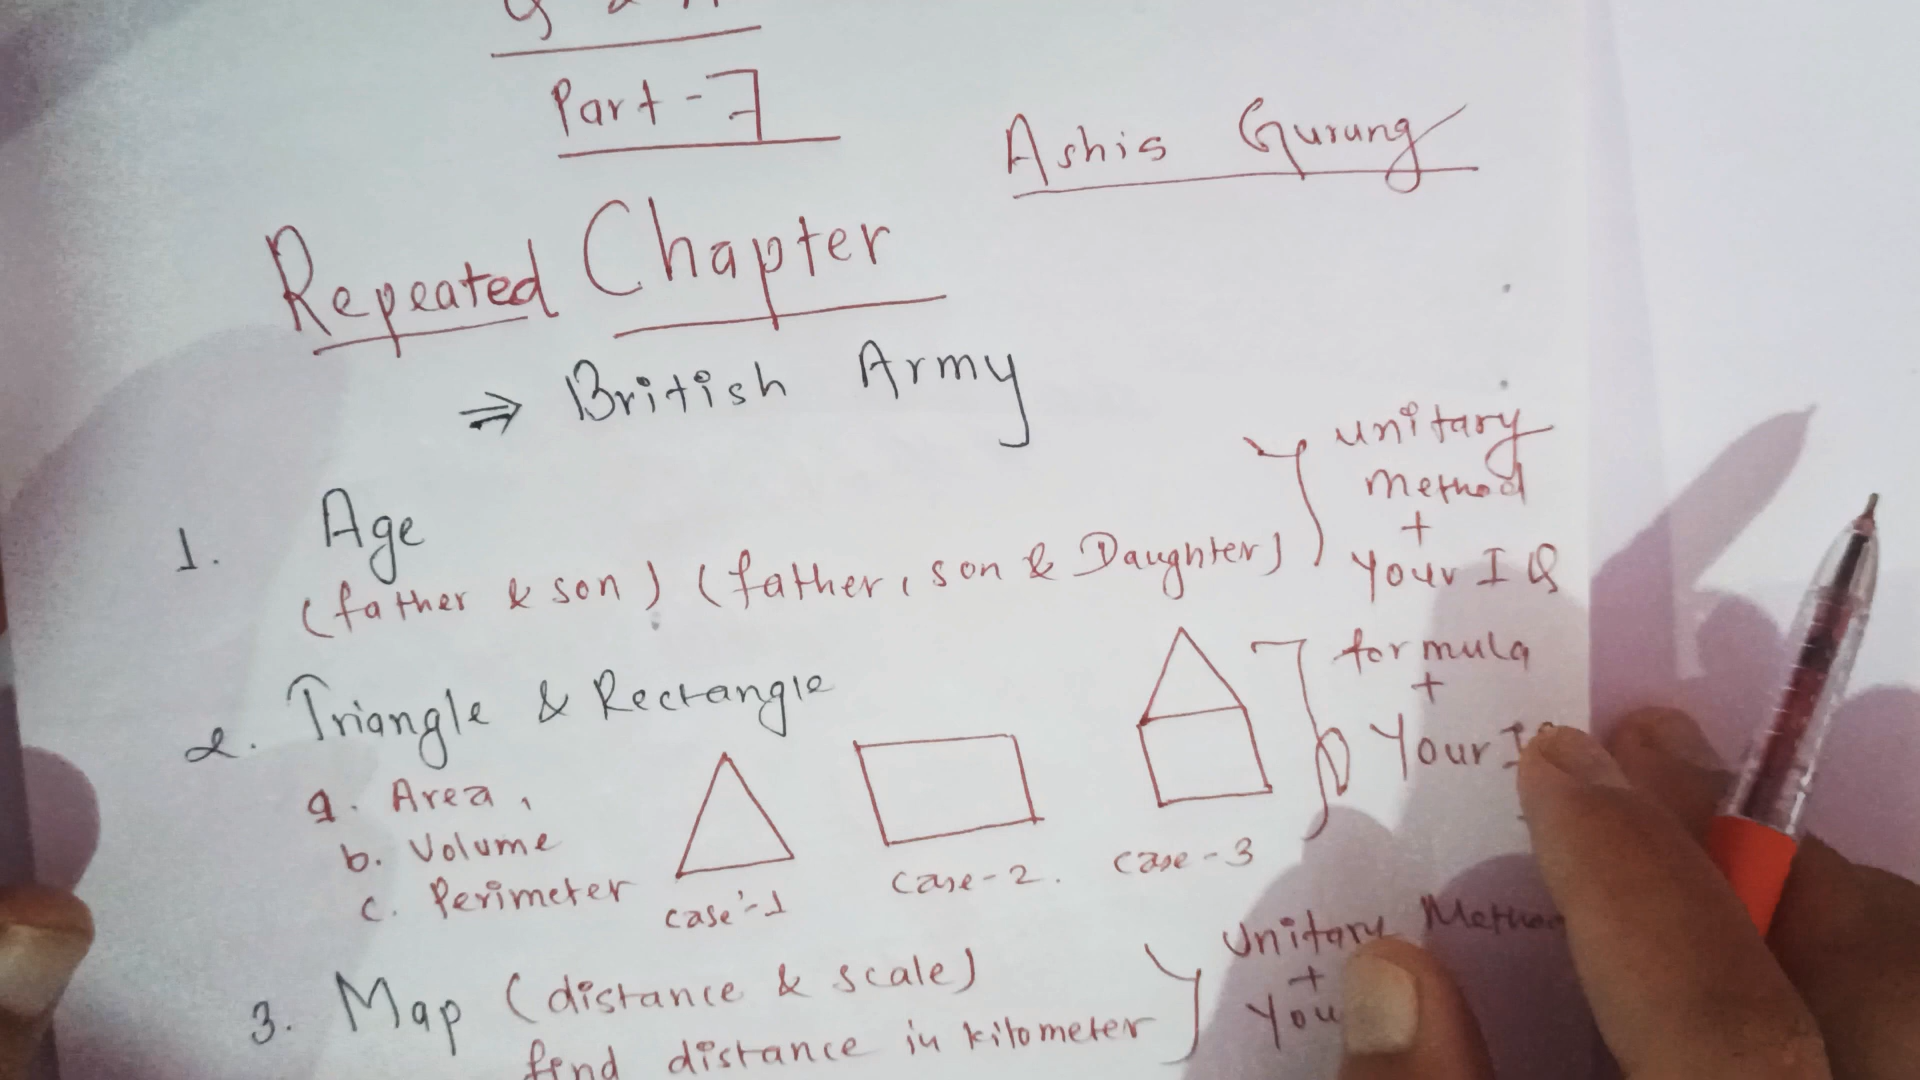 Part-7
Ashis Gurung
Repeated Chapter
⇒ British Army
1. Age
(father & son) (father, son & Daughter)
unitary
method
+
Your IQ
2. Triangle & Rectangle
a. Area,
b. Volume
c. Perimeter
case-1
case-2.
case-3
formula
+
Your
3. Map (distance & scale)
find distance in kilometer
Unitary
+
You